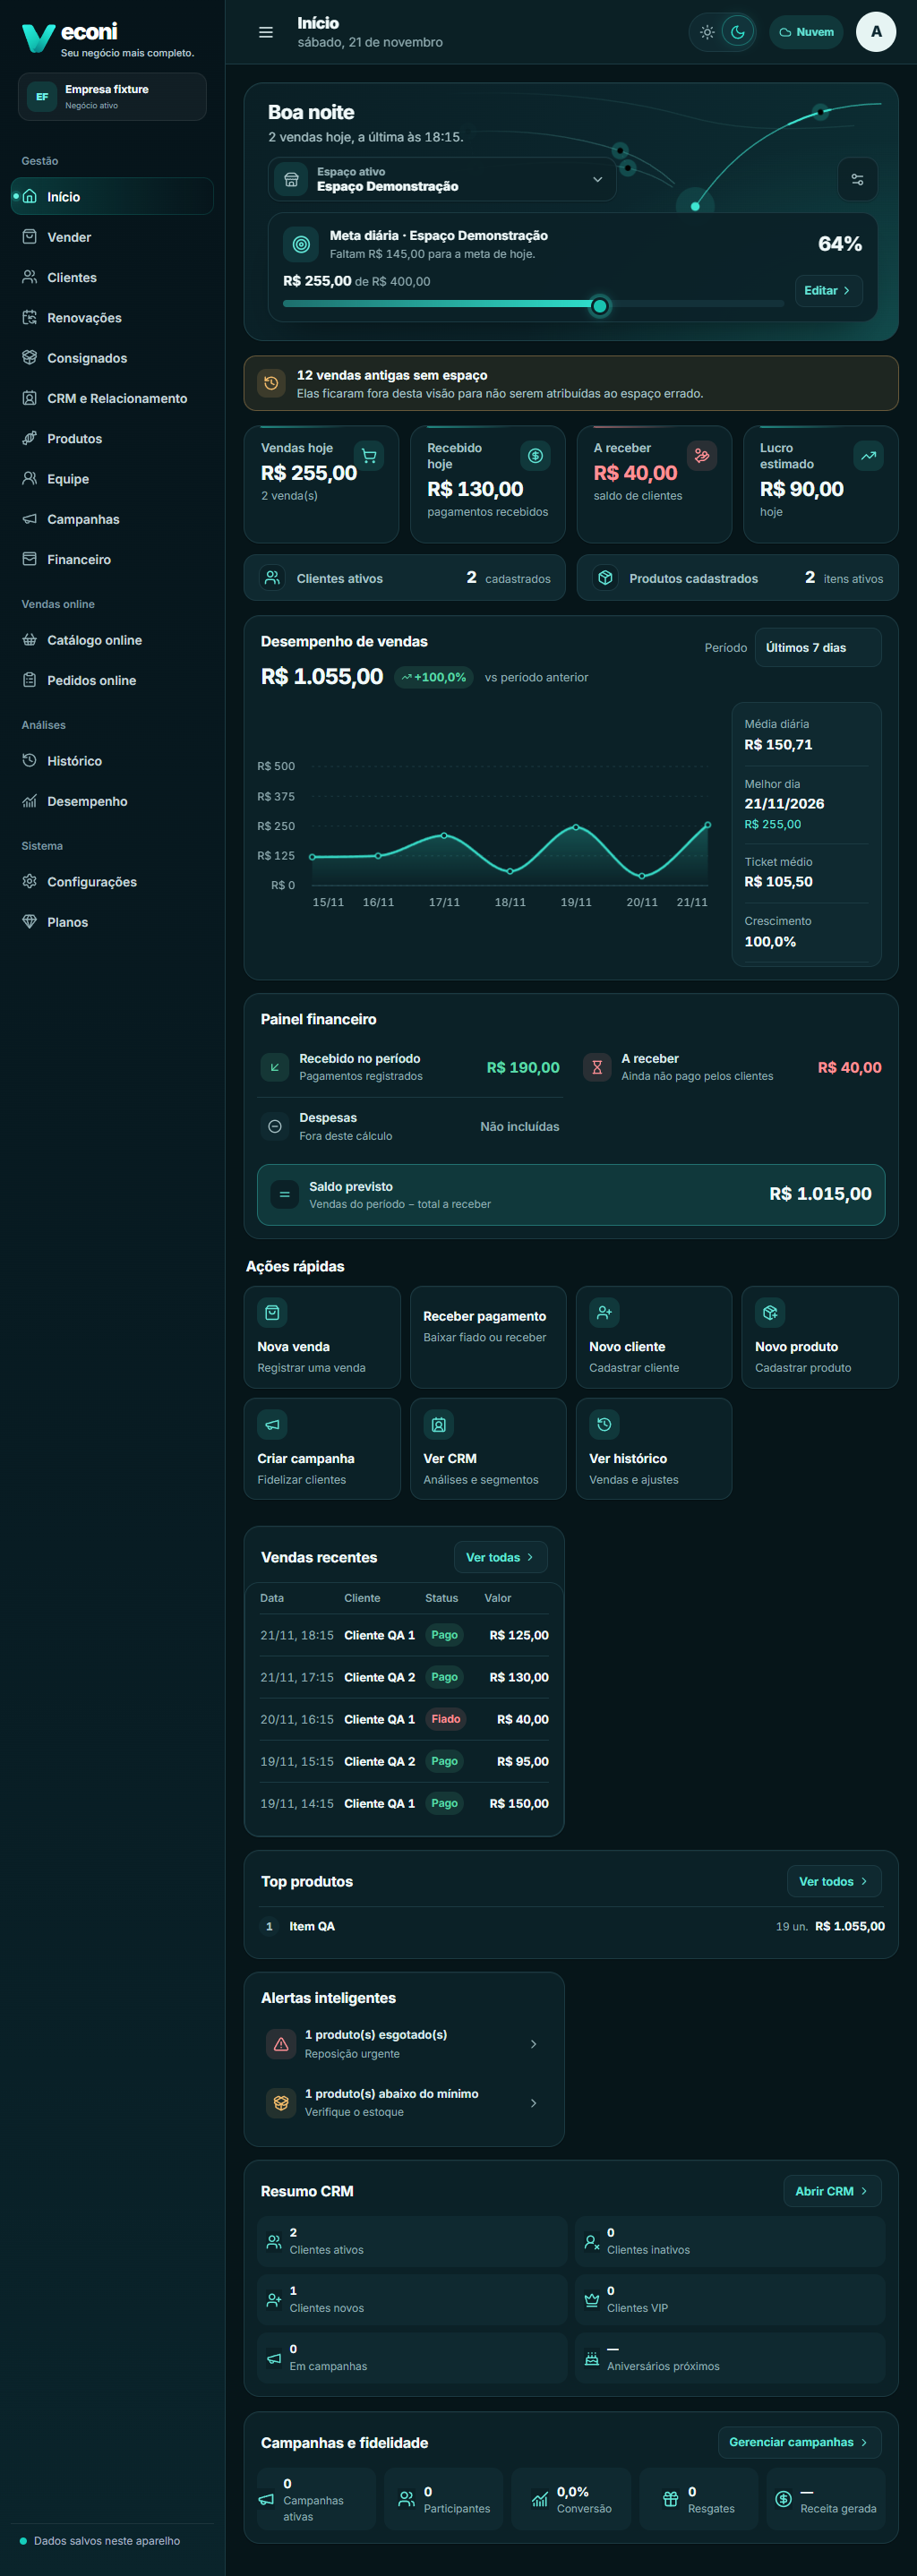 econi
Seu negócio mais completo.
EF
Empresa fixture
Negócio ativo
Gestão
Início
Vender
Clientes
Renovações
Consignados
CRM e Relacionamento
Produtos
Equipe
Campanhas
Financeiro
Vendas online
Catálogo online
Pedidos online
Análises
Histórico
Desempenho
Sistema
Configurações
Planos
Dados salvos neste aparelho
Início
sábado, 21 de novembro
Nuvem
A
Boa noite
2 vendas hoje, a última às 18:15.
Espaço ativo
Espaço Demonstração
Meta diária · Espaço Demonstração
Faltam R$ 145,00 para a meta de hoje.
64%
R$ 255,00 de R$ 400,00
Editar
12 vendas antigas sem espaço
Elas ficaram fora desta visão para não serem atribuídas ao espaço errado.
Vendas hoje
R$ 255,00
2 venda(s)
Recebido
hoje
R$ 130,00
pagamentos recebidos
A receber
R$ 40,00
saldo de clientes
Lucro
estimado
R$ 90,00
hoje
Clientes ativos
2 cadastrados
Produtos cadastrados
2 itens ativos
Desempenho de vendas
Período
Últimos 7 dias
R$ 1.055,00
+100,0%
vs período anterior
R$ 500
R$ 375
R$ 250
R$ 125
R$ 0
15/11 16/11 17/11 18/11 19/11 20/11 21/11
Média diária
R$ 150,71
Melhor dia
21/11/2026
R$ 255,00
Ticket médio
R$ 105,50
Crescimento
100,0%
Painel financeiro
Recebido no período
Pagamentos registrados
R$ 190,00
A receber
Ainda não pago pelos clientes
R$ 40,00
Despesas
Fora deste cálculo
Não incluídas
Saldo previsto
Vendas do período − total a receber
R$ 1.015,00
Ações rápidas
Nova venda
Registrar uma venda
Receber pagamento
Baixar fiado ou receber
Novo cliente
Cadastrar cliente
Novo produto
Cadastrar produto
Criar campanha
Fidelizar clientes
Ver CRM
Análises e segmentos
Ver histórico
Vendas e ajustes
Vendas recentes
Ver todas
Data Cliente Status Valor
21/11, 18:15 Cliente QA 1 Pago R$ 125,00
21/11, 17:15 Cliente QA 2 Pago R$ 130,00
20/11, 16:15 Cliente QA 1 Fiado R$ 40,00
19/11, 15:15 Cliente QA 2 Pago R$ 95,00
19/11, 14:15 Cliente QA 1 Pago R$ 150,00
Top produtos
Ver todos
1 Item QA 19 un. R$ 1.055,00
Alertas inteligentes
1 produto(s) esgotado(s)
Reposição urgente
1 produto(s) abaixo do mínimo
Verifique o estoque
Resumo CRM
Abrir CRM
2
Clientes ativos
0
Clientes inativos
1
Clientes novos
0
Clientes VIP
0
Em campanhas
—
Aniversários próximos
Campanhas e fidelidade
Gerenciar campanhas
0
Campanhas
ativas
0
Participantes
0,0%
Conversão
0
Resgates
—
Receita gerada